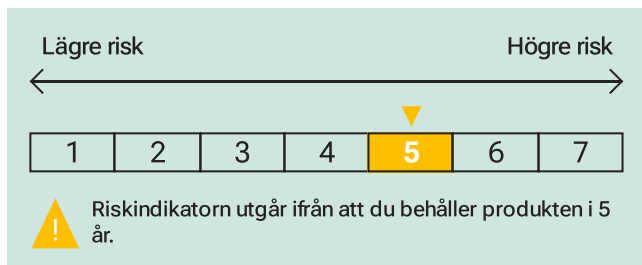 Lägre risk Högre risk
1 2 3 4 5 6 7
! Riskindikatorn utgår ifrån att du behåller produkten i 5
år.